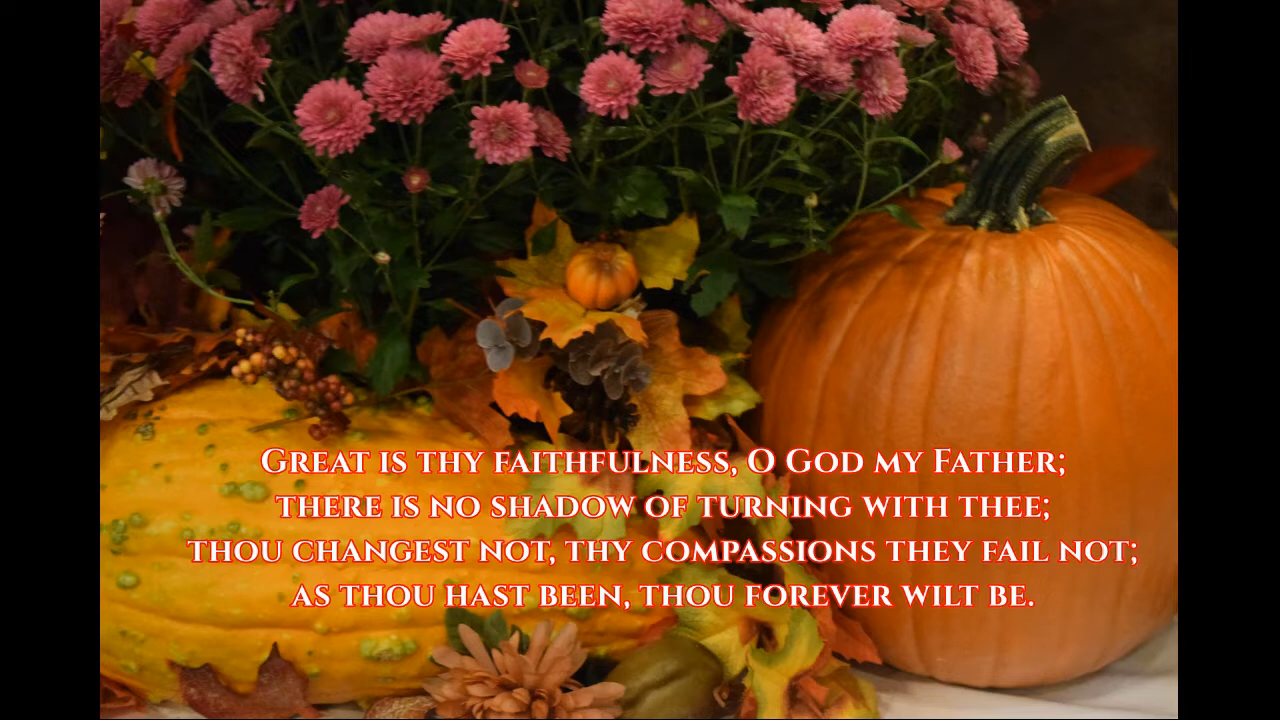 Great is thy faithfulness, O God my Father;
there is no shadow of turning with thee;
thou changest not, thy compassions they fail not;
as thou hast been, thou forever wilt be.